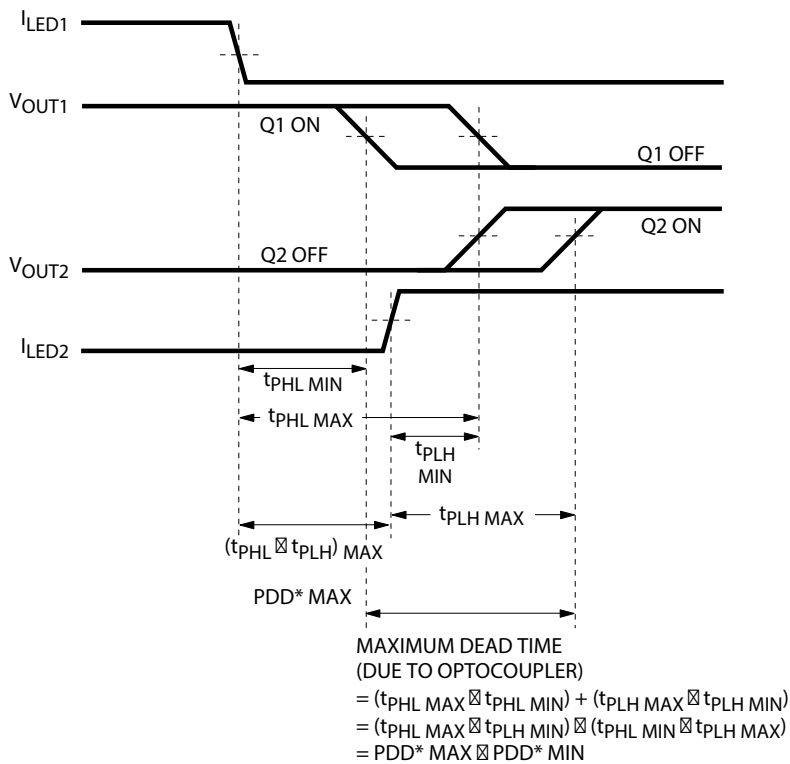 ILED1
VOUT1
Q1 ON
Q1 OFF
Q2 ON
Q2 OFF
VOUT2
ILED2
tPHL MIN
tPHL MAX
tPLH
MIN
tPLH MAX
(tPHL ☒ tPLH) MAX
PDD* MAX
MAXIMUM DEAD TIME
(DUE TO OPTOCOUPLER)
= (tPHL MAX ☒ tPHL MIN) + (tPLH MAX ☒ tPLH MIN)
= (tPHL MAX ☒ tPLH MIN) ☒ (tPHL MIN ☒ tPLH MAX)
= PDD* MAX ☒ PDD* MIN